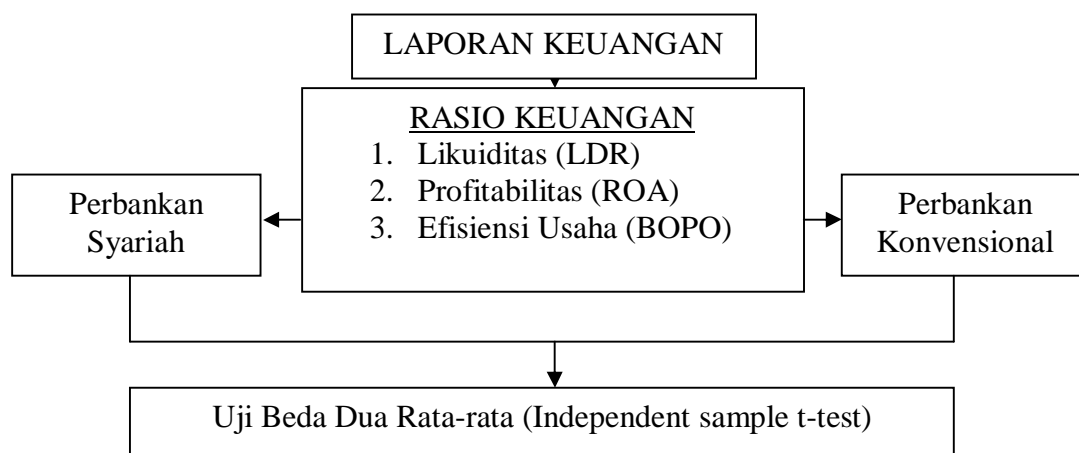 LAPORAN KEUANGAN
RASIO KEUANGAN
1. Likuiditas (LDR)
2. Profitabilitas (ROA)
3. Efisiensi Usaha (BOPO)
Perbankan
Syariah
Perbankan
Konvensional
Uji Beda Dua Rata-rata (Independent sample t-test)